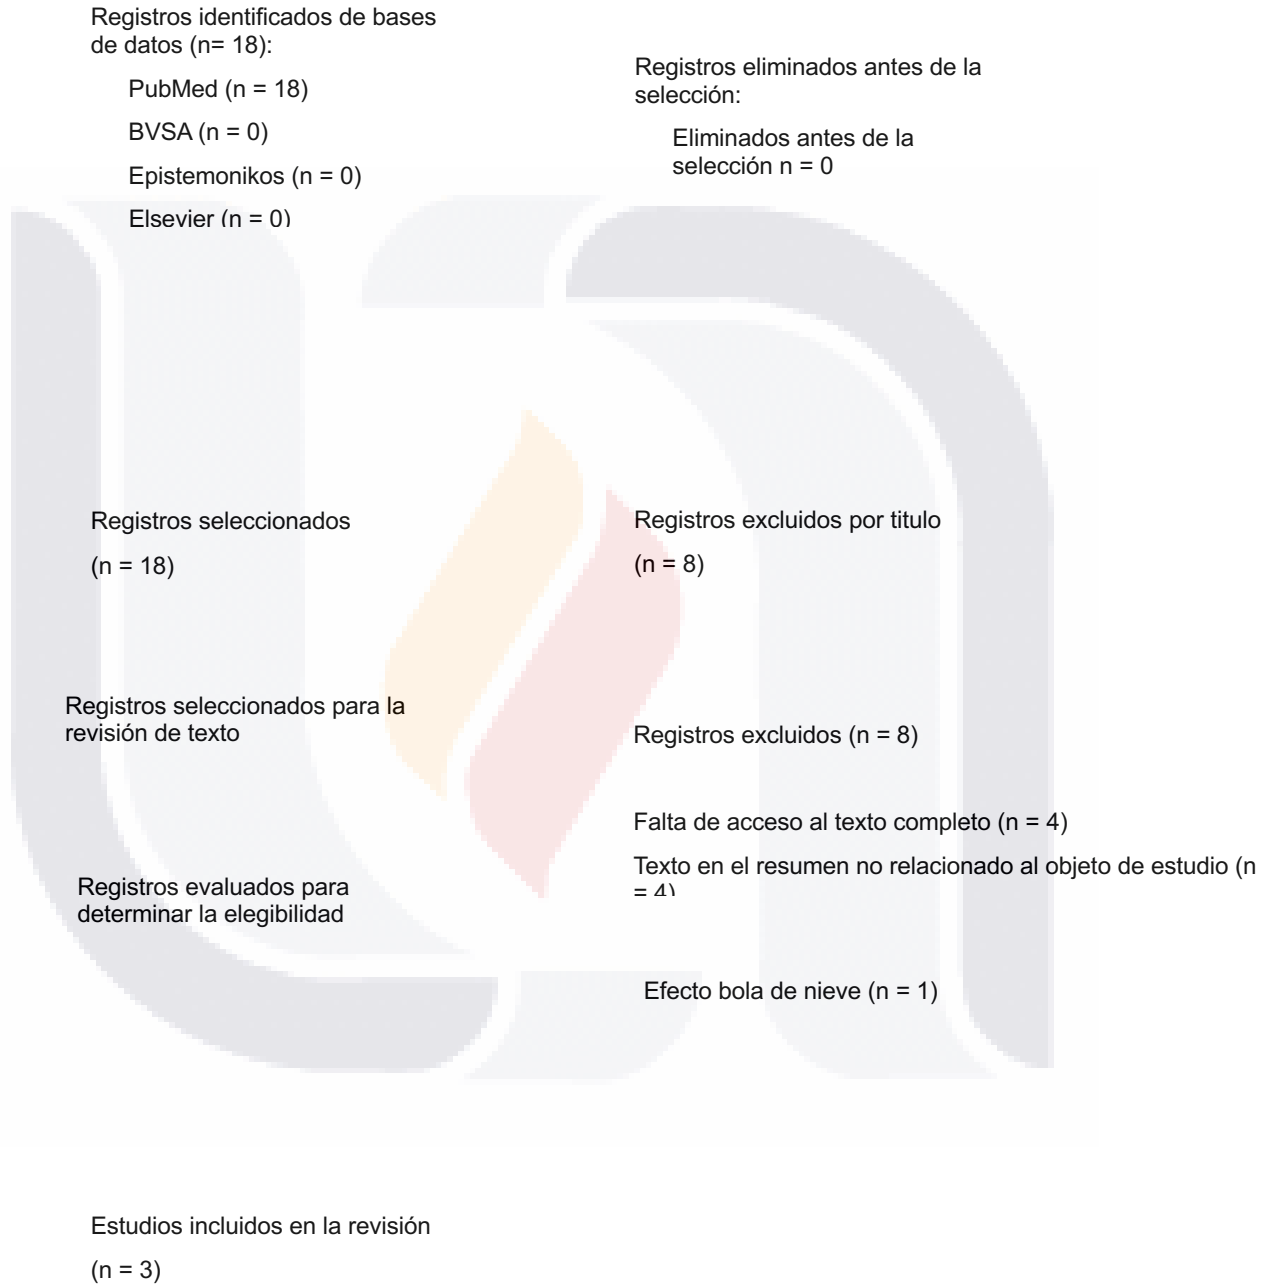 Registros identificados de bases
de datos (n= 18):
PubMed (n = 18)
BVSA (n = 0)
Epistemonikos (n = 0)
Elsevier (n = 0)
Registros eliminados antes de la
selección:
Eliminados antes de la
selección n = 0
Registros seleccionados
(n = 18)
Registros excluidos por titulo
(n = 8)
Registros seleccionados para la
revisión de texto
Registros excluidos (n = 8)
Falta de acceso al texto completo (n = 4)
Texto en el resumen no relacionado al objeto de estudio (n
= 4)
Registros evaluados para
determinar la elegibilidad
Efecto bola de nieve (n = 1)
Estudios incluidos en la revisión
(n = 3)